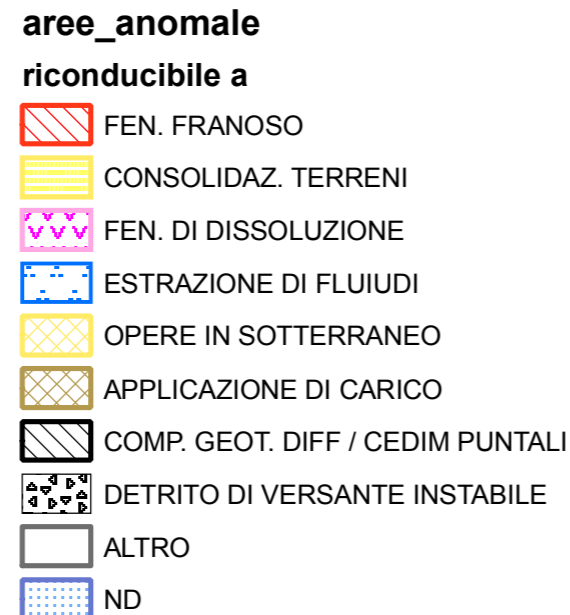 aree_anomale
riconducibile a
FEN. FRANOSO
CONSOLIDAZ. TERRENI
FEN. DI DISSOLUZIONE
ESTRAZIONE DI FLUIUDI
OPERE IN SOTTERRANEO
APPLICAZIONE DI CARICO
COMP. GEOT. DIFF / CEDIM PUNTALI
DETRITO DI VERSANTE INSTABILE
ALTRO
ND